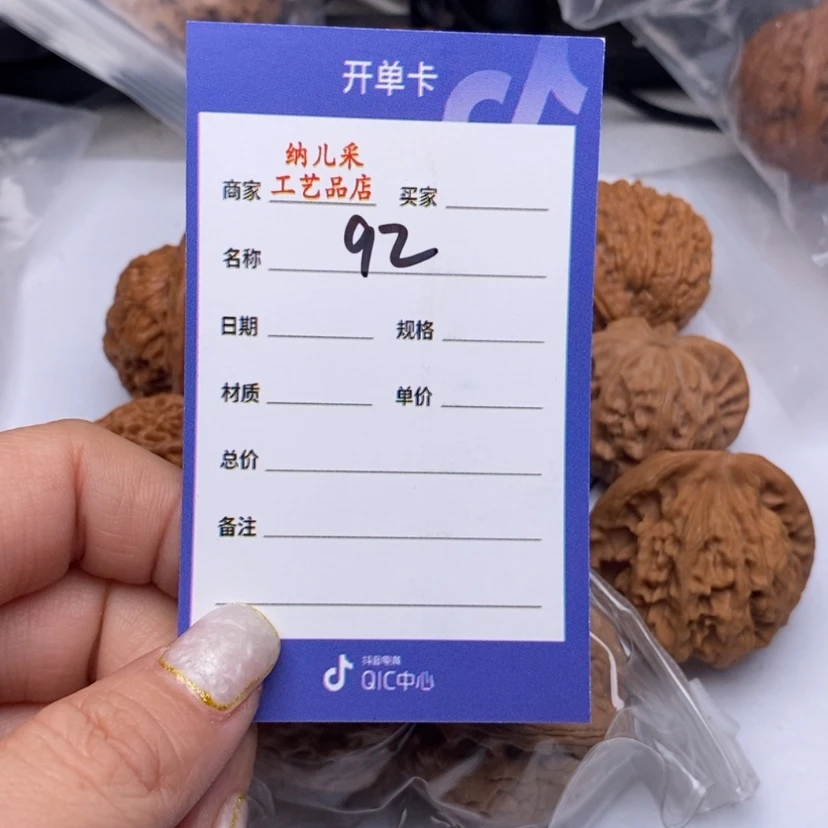 开单卡
纳儿采
商家 工艺品店 买家
名称 92
日期 规格
材质 单价
总价
备注
抖音电商
QIC中心